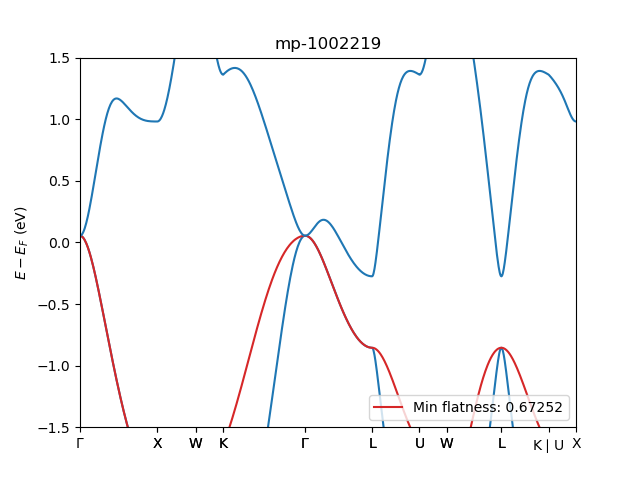 mp-1002219
E − E_F (eV)
1.5
1.0
0.5
0.0
−0.5
−1.0
−1.5
Min flatness: 0.67252
Γ X W K Γ L U W L K | U X